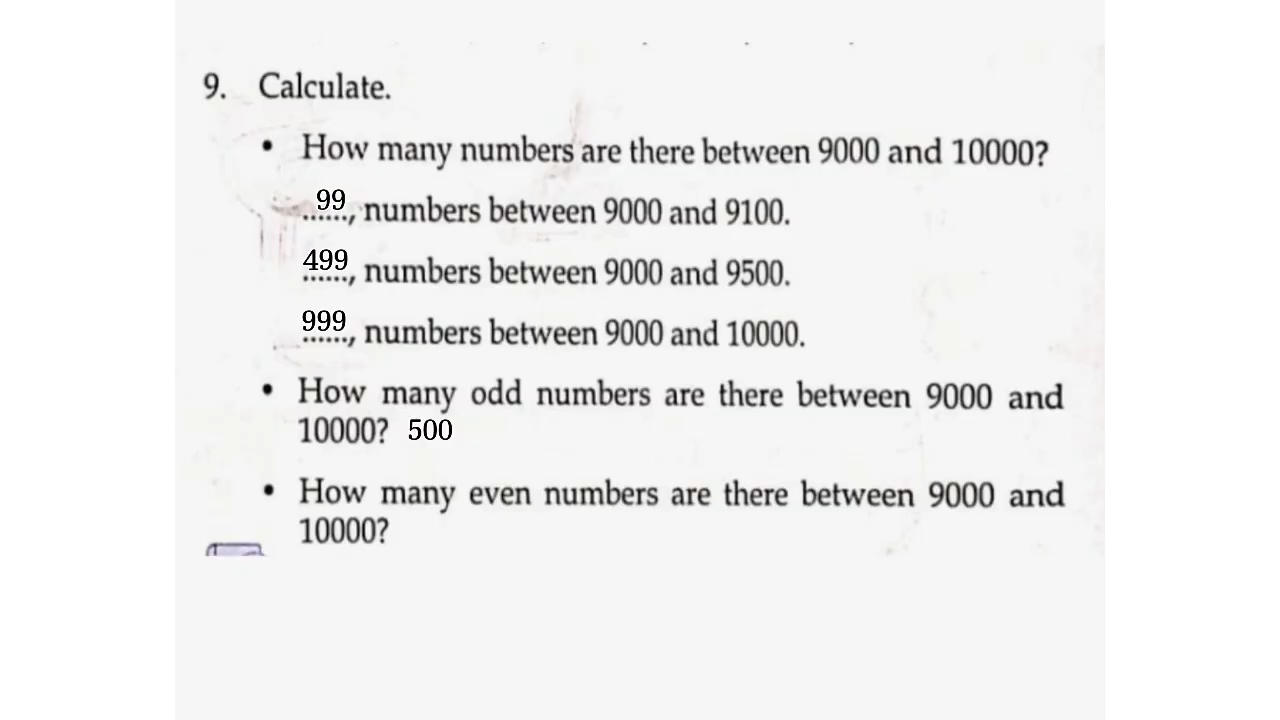 9. Calculate.
• How many numbers are there between 9000 and 10000?
99......, numbers between 9000 and 9100.
499......, numbers between 9000 and 9500.
999......, numbers between 9000 and 10000.
• How many odd numbers are there between 9000 and
10000? 500
• How many even numbers are there between 9000 and
10000?